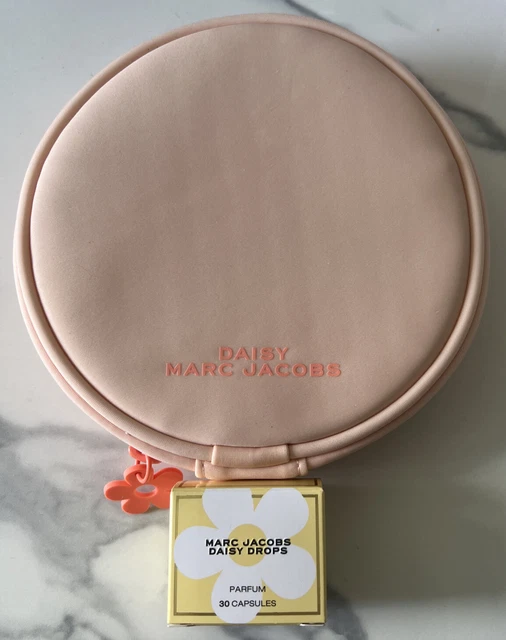 DAISY
MARC JACOBS
MARC JACOBS
DAISY DROPS
PARFUM
30 CAPSULES